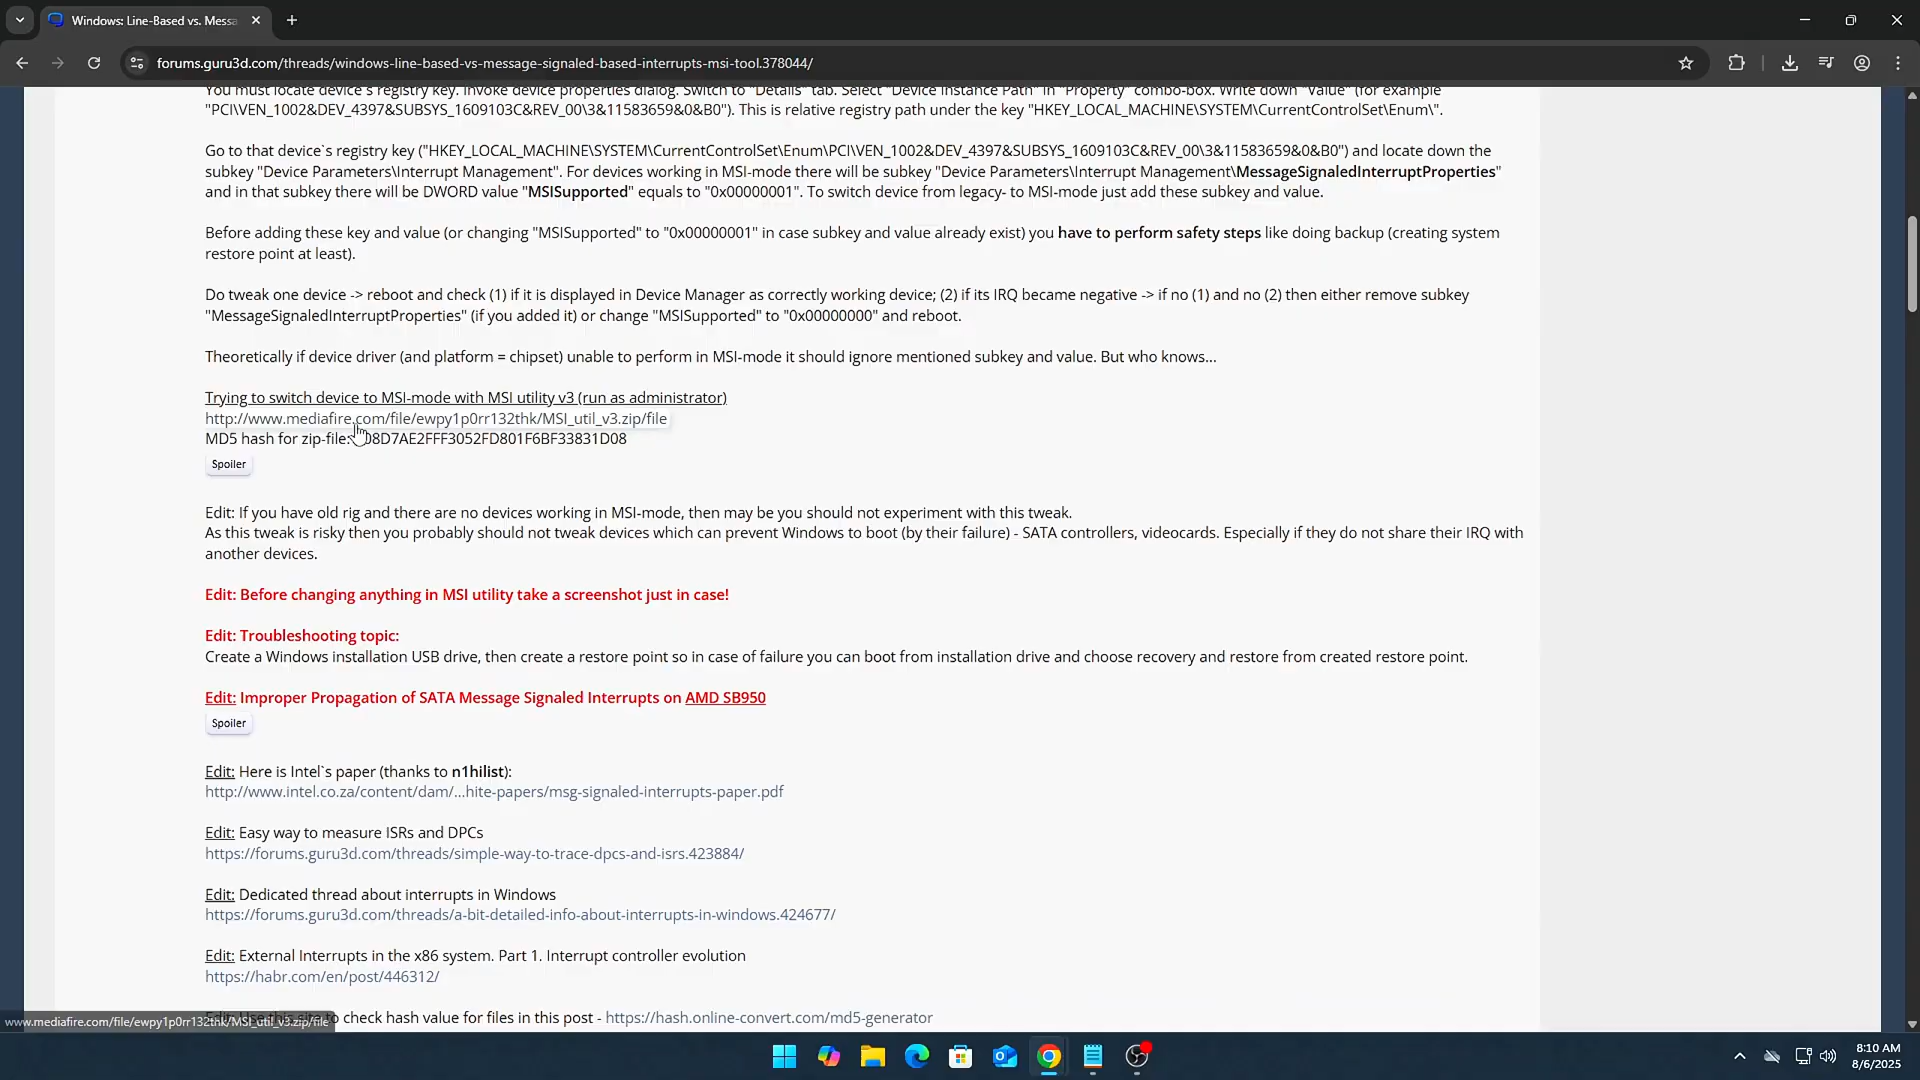 Windows: Line-Based vs. Messa
forums.guru3d.com/threads/windows-line-based-vs-message-signaled-based-interrupts-msi-tool.378044/
You must locate device's registry key. Invoke device properties dialog. Switch to "Details" tab. Select "Device Instance Path" in "Property" combo-box. Write down "Value" (for example
"PCI\VEN_1002&DEV_4397&SUBSYS_1609103C&REV_00\3&11583659&0&B0"). This is relative registry path under the key "HKEY_LOCAL_MACHINE\SYSTEM\CurrentControlSet\Enum\".
Go to that device`s registry key ("HKEY_LOCAL_MACHINE\SYSTEM\CurrentControlSet\Enum\PCI\VEN_1002&DEV_4397&SUBSYS_1609103C&REV_00\3&11583659&0&B0") and locate down the
subkey "Device Parameters\Interrupt Management". For devices working in MSI-mode there will be subkey "Device Parameters\Interrupt Management\MessageSignaledInterruptProperties"
and in that subkey there will be DWORD value "MSISupported" equals to "0x00000001". To switch device from legacy- to MSI-mode just add these subkey and value.
Before adding these key and value (or changing "MSISupported" to "0x00000001" in case subkey and value already exist) you have to perform safety steps like doing backup (creating system
restore point at least).
Do tweak one device -> reboot and check (1) if it is displayed in Device Manager as correctly working device; (2) if its IRQ became negative -> if no (1) and no (2) then either remove subkey
"MessageSignaledInterruptProperties" (if you added it) or change "MSISupported" to "0x00000000" and reboot.
Theoretically if device driver (and platform = chipset) unable to perform in MSI-mode it should ignore mentioned subkey and value. But who knows...
Trying to switch device to MSI-mode with MSI utility v3 (run as administrator)
http://www.mediafire.com/file/ewpy1p0rr132thk/MSI_util_v3.zip/file
MD5 hash for zip-file: 08D7AE2FFF3052FD801F6BF33831D08
Spoiler
Edit: If you have old rig and there are no devices working in MSI-mode, then may be you should not experiment with this tweak.
As this tweak is risky then you probably should not tweak devices which can prevent Windows to boot (by their failure) - SATA controllers, videocards. Especially if they do not share their IRQ with
another devices.
Edit: Before changing anything in MSI utility take a screenshot just in case!
Edit: Troubleshooting topic:
Create a Windows installation USB drive, then create a restore point so in case of failure you can boot from installation drive and choose recovery and restore from created restore point.
Edit: Improper Propagation of SATA Message Signaled Interrupts on AMD SB950
Spoiler
Edit: Here is Intel`s paper (thanks to n1hilist):
http://www.intel.co.za/content/dam/...hite-papers/msg-signaled-interrupts-paper.pdf
Edit: Easy way to measure ISRs and DPCs
https://forums.guru3d.com/threads/simple-way-to-trace-dpcs-and-isrs.423884/
Edit: Dedicated thread about interrupts in Windows
https://forums.guru3d.com/threads/a-bit-detailed-info-about-interrupts-in-windows.424677/
Edit: External Interrupts in the x86 system. Part 1. Interrupt controller evolution
https://habr.com/en/post/446312/
Edit: Use this site to check hash value for files in this post - https://hash.online-convert.com/md5-generator
www.mediafire.com/file/ewpy1p0rr132thk/MSI_util_v3.zip/file
8:10 AM
8/6/2025